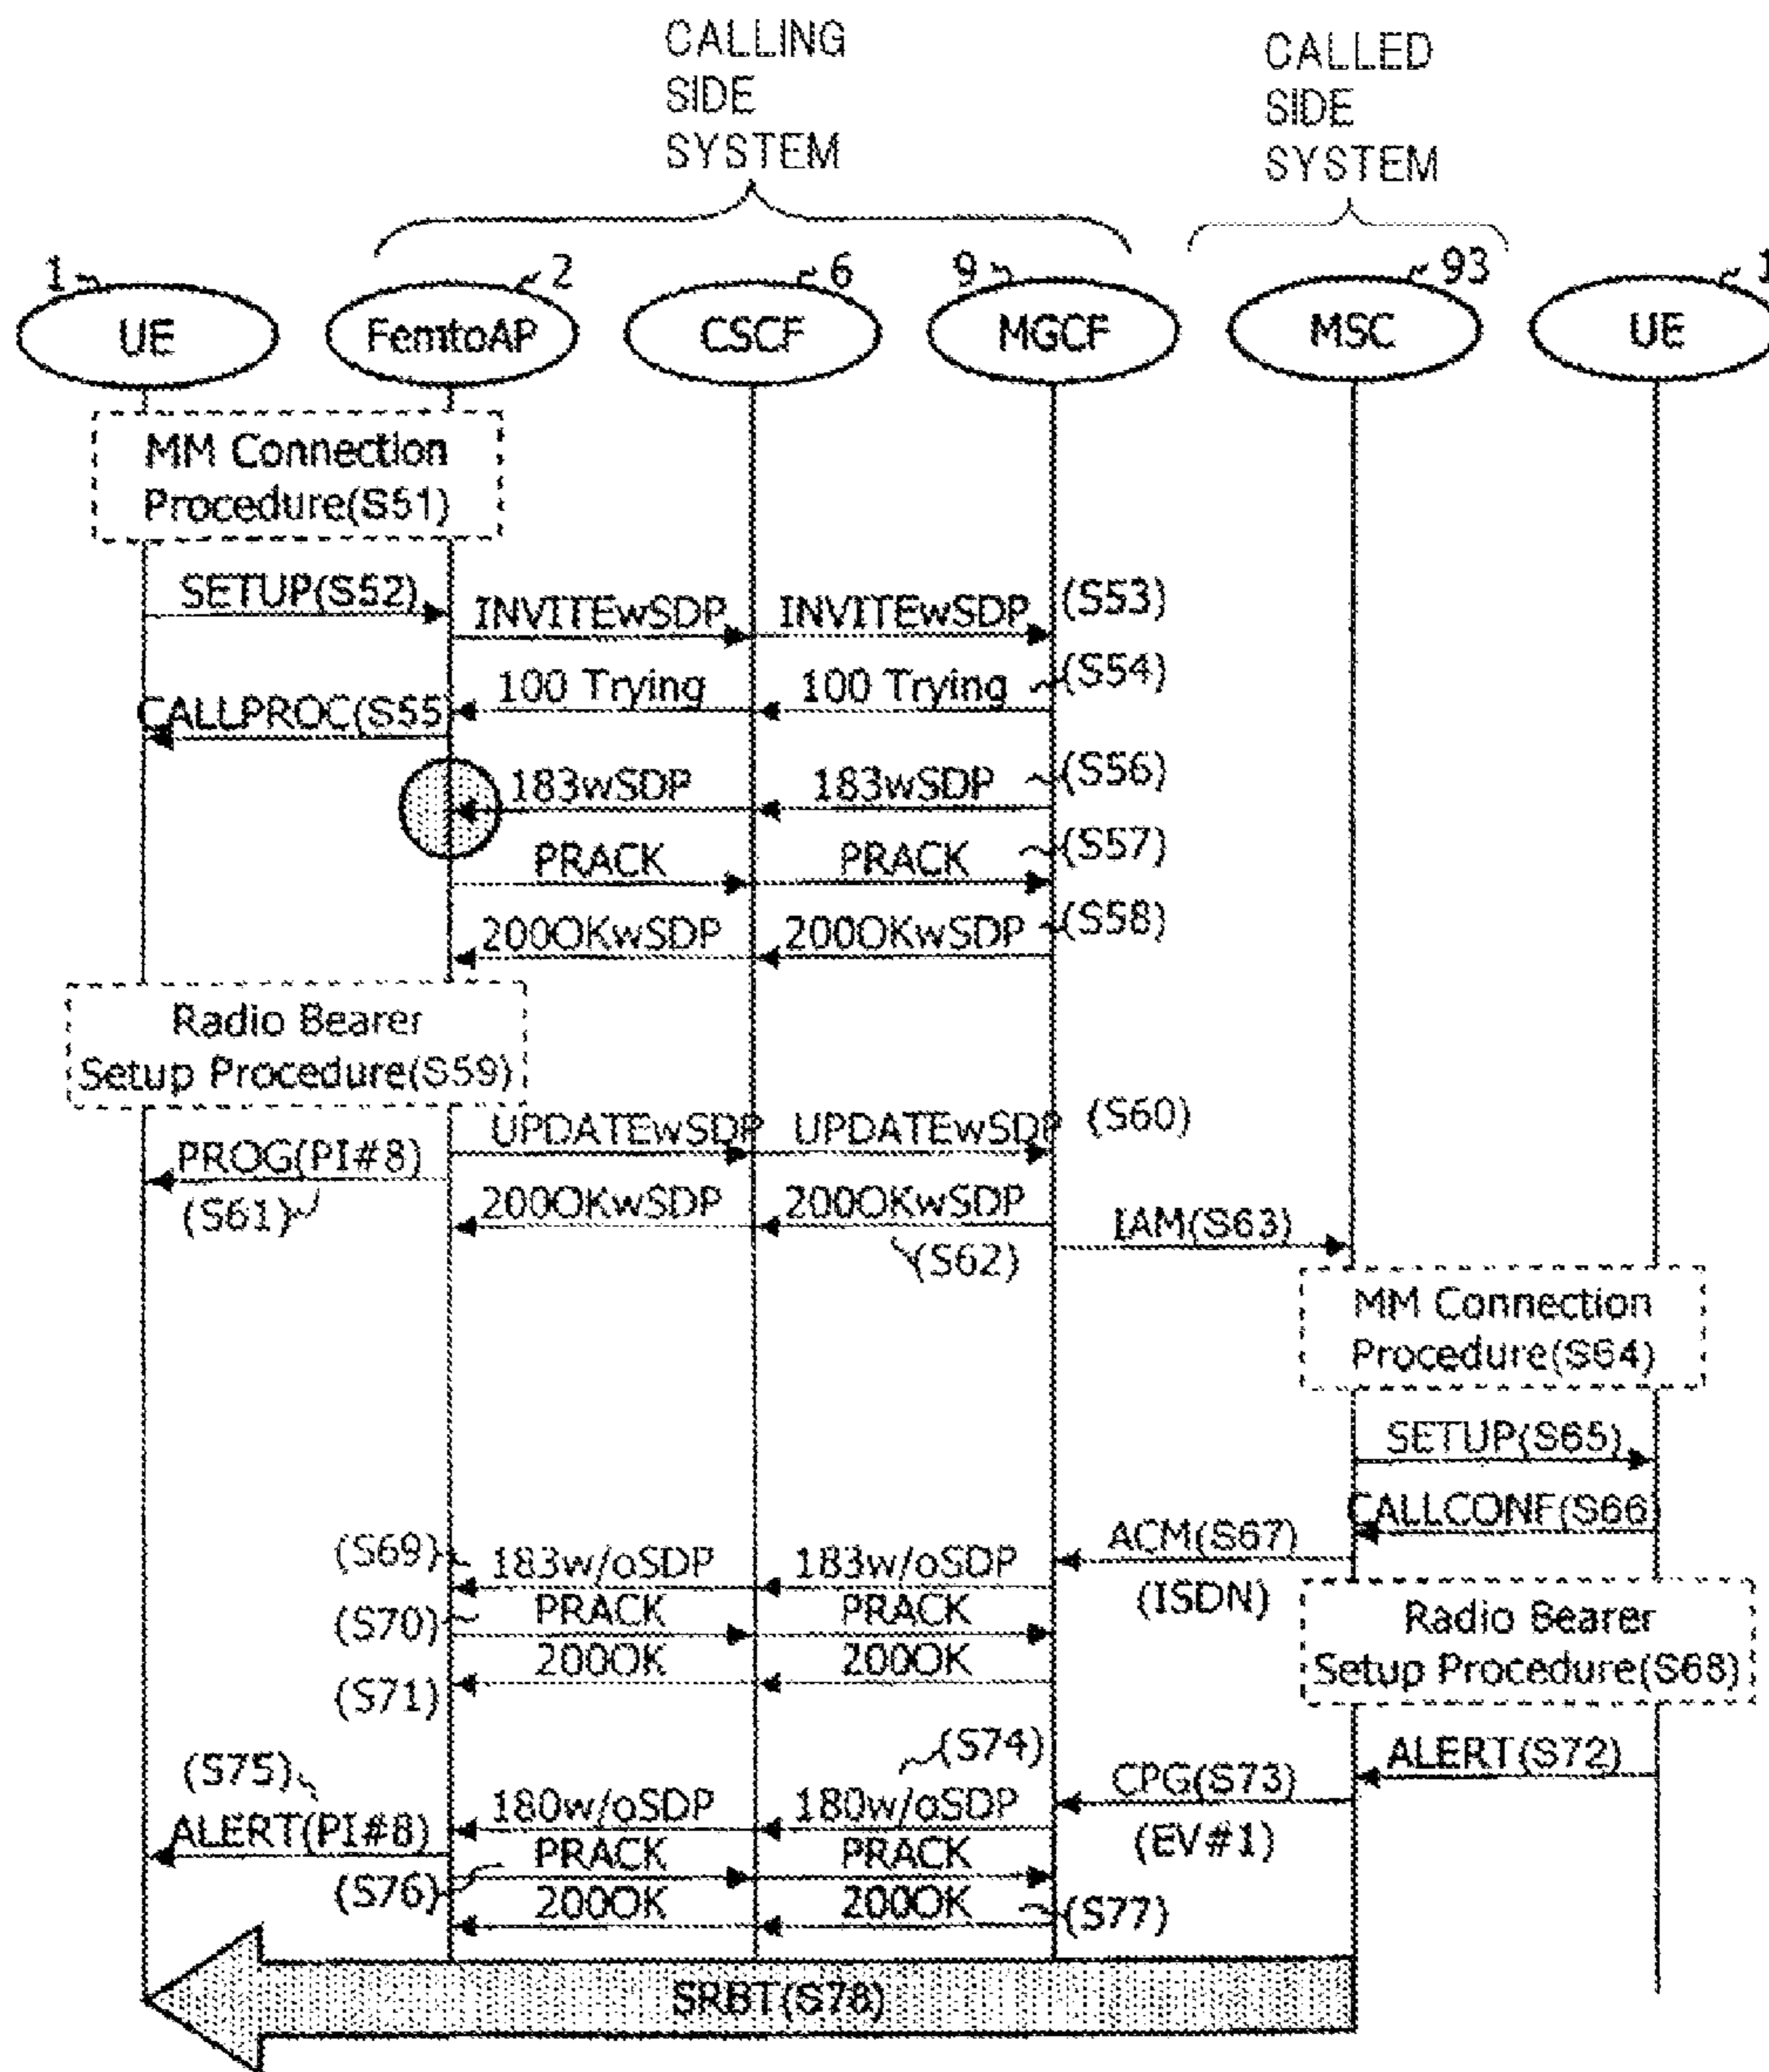 CALLING
SIDE
SYSTEM
CALLED
SIDE
SYSTEM
1 2 6 9 93 1
UE FemtoAP CSCF MGCF MSC UE
MM Connection
Procedure(S51)
SETUP(S52) INVITEwSDP INVITEwSDP (S53)
100 Trying 100 Trying (S54)
CALLPROC(S55
183wSDP 183wSDP (S56)
PRACK PRACK (S57)
200OKwSDP 200OKwSDP (S58)
Radio Bearer
Setup Procedure(S59)
UPDATEwSDP UPDATEwSDP (S60)
PROG(PI#8)
(S61) 200OKwSDP 200OKwSDP IAM(S63)
(S62)
MM Connection
Procedure(S64)
SETUP(S65)
CALLCONF(S66)
ACM(S67)
(S69) 183w/oSDP 183w/oSDP
(ISDN)
(S70) PRACK PRACK
Radio Bearer
Setup Procedure(S68)
(S71) 200OK 200OK
(S74)
ALERT(S72)
(S75) CPG(S73)
180w/oSDP 180w/oSDP
ALERT(PI#8) (EV#1)
PRACK PRACK
(S76) 200OK 200OK (S77)
SRBT(S78)